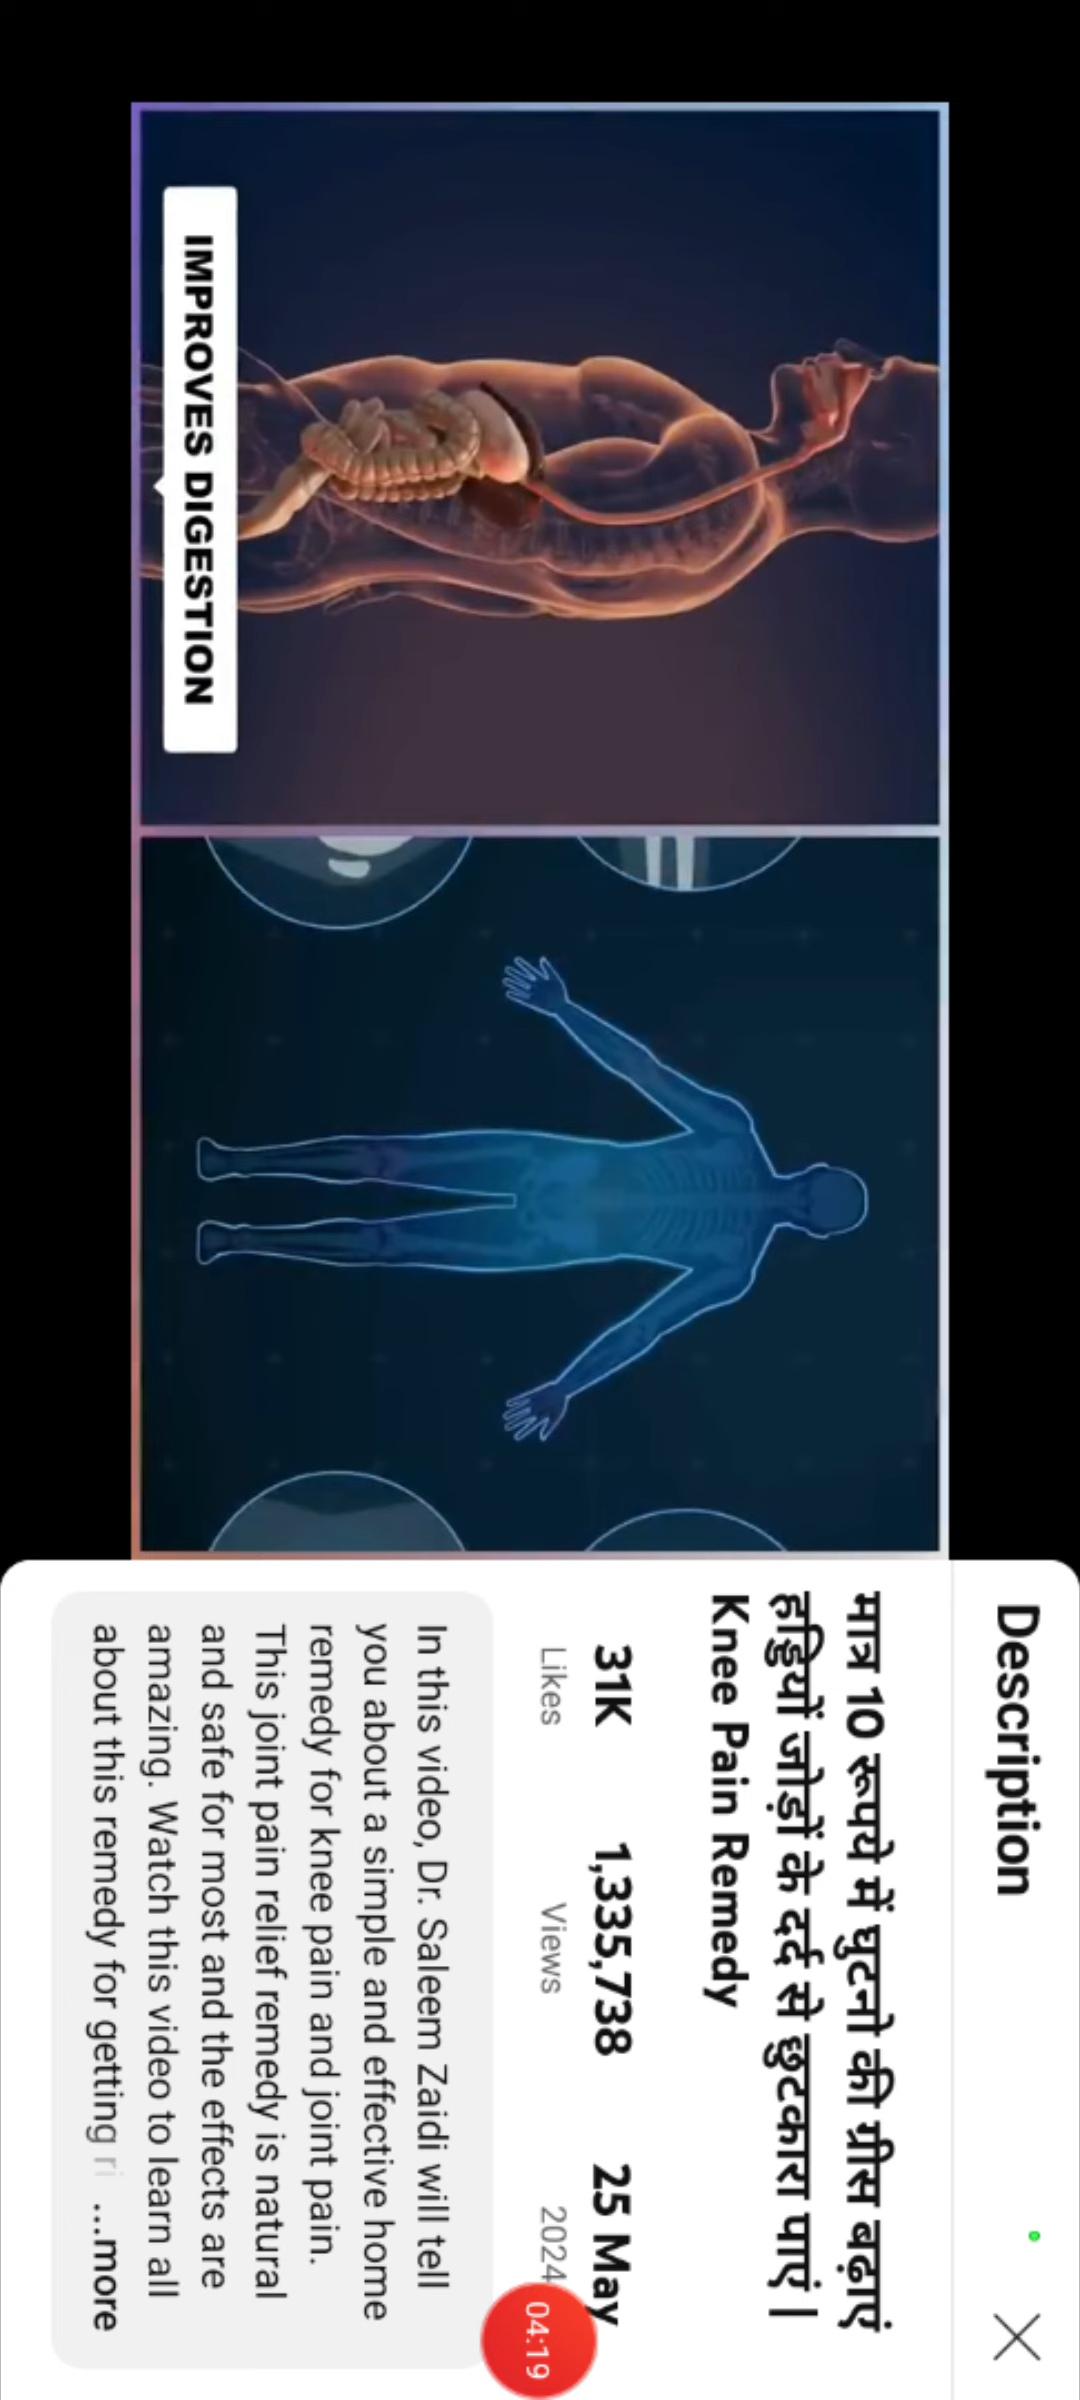 IMPROVES DIGESTION
Description
मात्र 10 रूपये में घुटनो की ग्रीस बढ़ाएं
हड्डियों जोड़ों के दर्द से छुटकारा पाएं |
Knee Pain Remedy
31K
Likes
1,335,738
Views
25 May
2024
In this video, Dr. Saleem Zaidi will tell
you about a simple and effective home
remedy for knee pain and joint pain.
This joint pain relief remedy is natural
and safe for most and the effects are
amazing. Watch this video to learn all
about this remedy for getting ri ...more
04:19